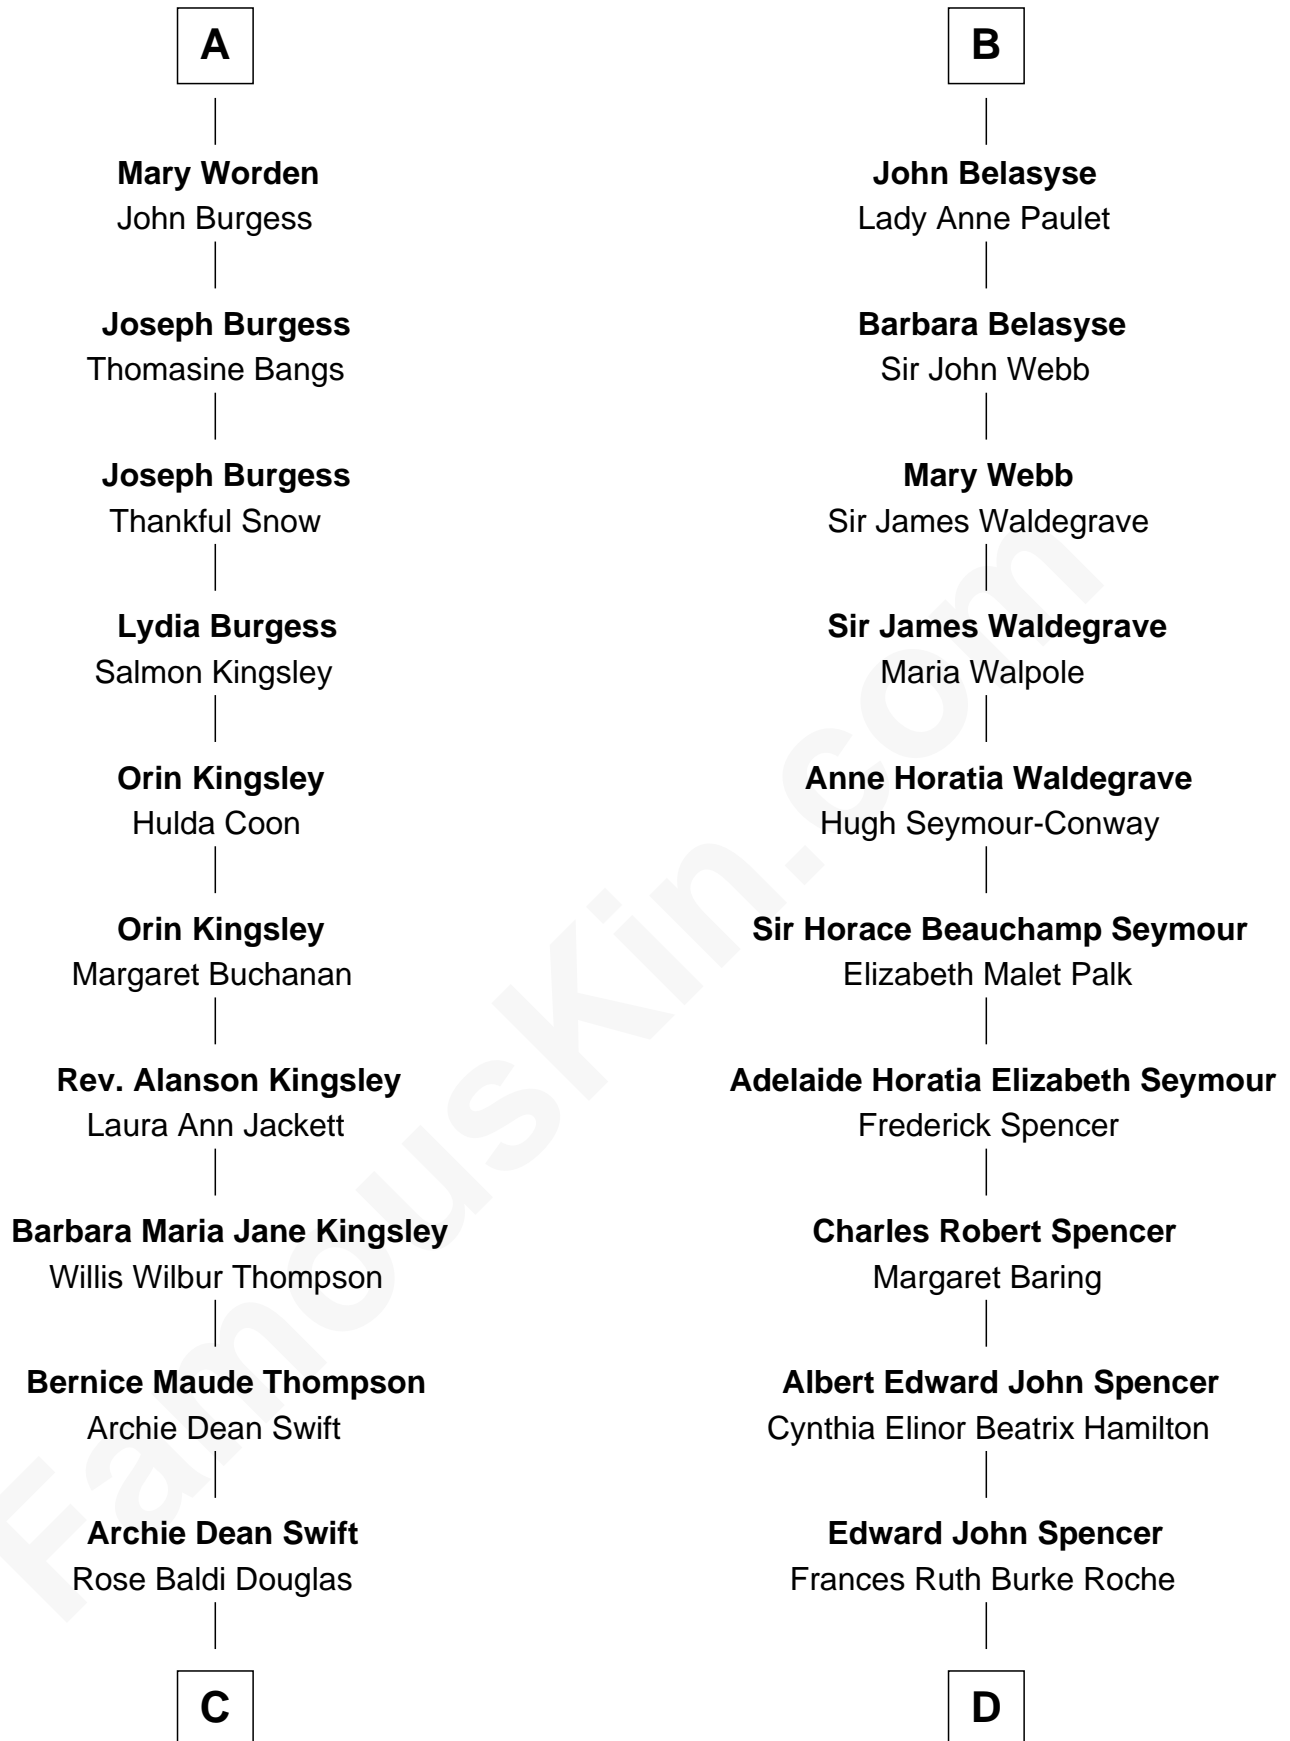 A
Mary Worden
John Burgess
Joseph Burgess
Thomasine Bangs
Joseph Burgess
Thankful Snow
Lydia Burgess
Salmon Kingsley
Orin Kingsley
Hulda Coon
Orin Kingsley
Margaret Buchanan
Rev. Alanson Kingsley
Laura Ann Jackett
Barbara Maria Jane Kingsley
Willis Wilbur Thompson
Bernice Maude Thompson
Archie Dean Swift
Archie Dean Swift
Rose Baldi Douglas
C
B
John Belasyse
Lady Anne Paulet
Barbara Belasyse
Sir John Webb
Mary Webb
Sir James Waldegrave
Sir James Waldegrave
Maria Walpole
Anne Horatia Waldegrave
Hugh Seymour-Conway
Sir Horace Beauchamp Seymour
Elizabeth Malet Palk
Adelaide Horatia Elizabeth Seymour
Frederick Spencer
Charles Robert Spencer
Margaret Baring
Albert Edward John Spencer
Cynthia Elinor Beatrix Hamilton
Edward John Spencer
Frances Ruth Burke Roche
D
FamousKin.com